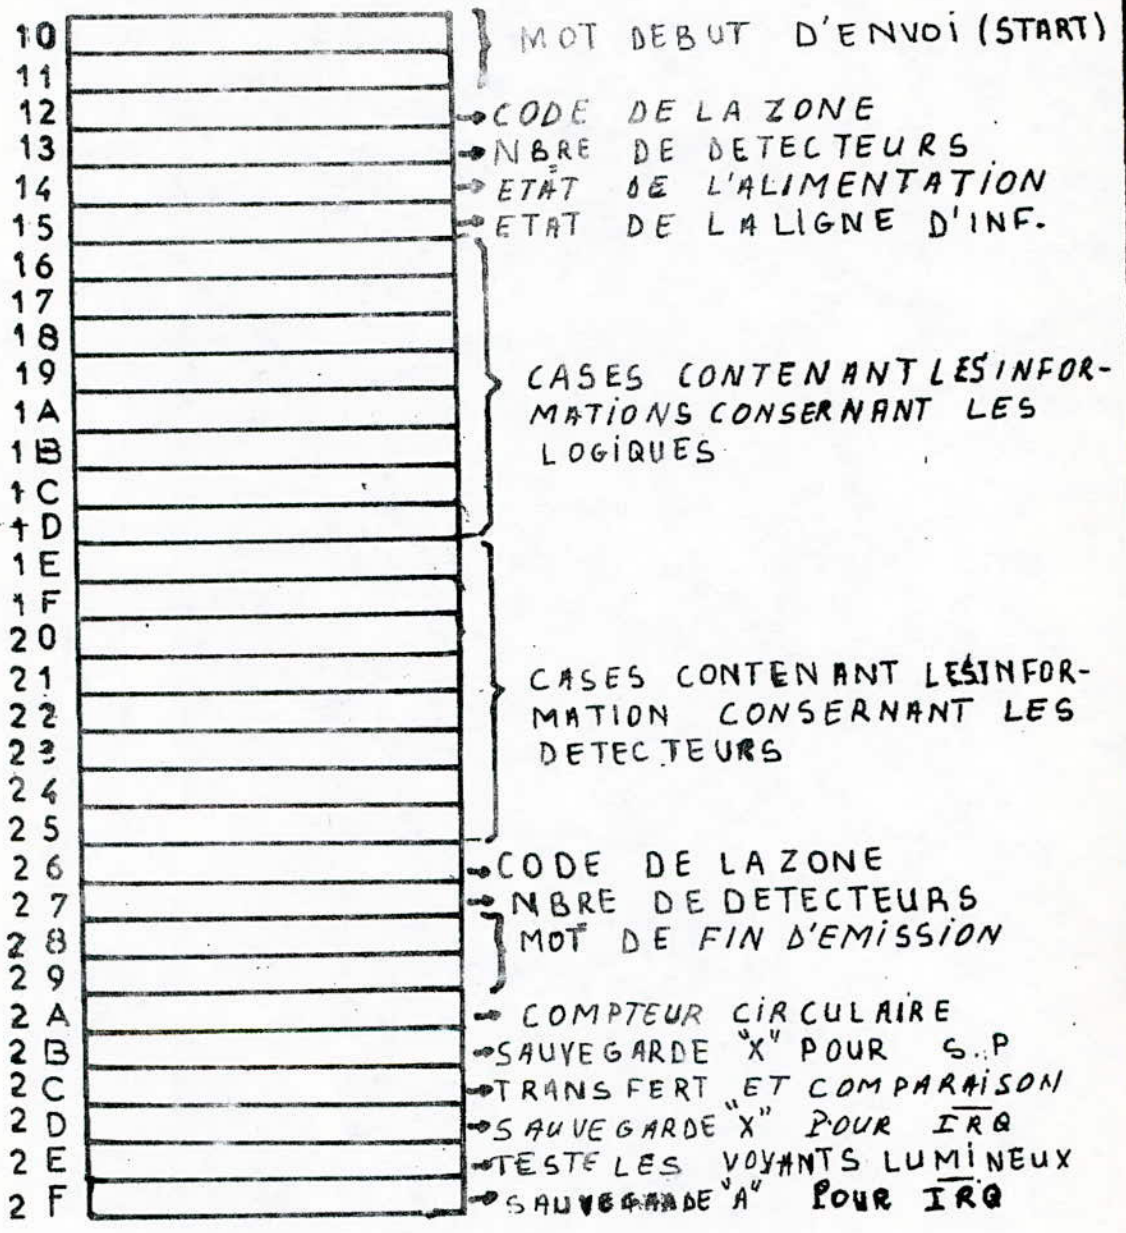 10 MOT DEBUT D'ENVOI (START)
11
12 CODE DE LA ZONE
13 NBRE DE DETECTEURS
14 ETAT DE L'ALIMENTATION
15 ETAT DE LA LIGNE D'INF.
16
17
18
19 CASES CONTENANT LES INFOR-
1A MATIONS CONSERNANT LES
1B LOGIQUES
1C
1D
1E
1F
20
21 CASES CONTENANT LES INFOR-
22 MATION CONSERNANT LES
23 DETECTEURS
24
25
26 CODE DE LA ZONE
27 NBRE DE DETECTEURS
28 MOT DE FIN D'EMISSION
29
2A COMPTEUR CIRCULAIRE
2B SAUVEGARDE "X" POUR S.P
2C TRANSFERT ET COMPARAISON
2D SAUVEGARDE "X" POUR I̅R̅Q̅
2E TESTE LES VOYANTS LUMINEUX
2F SAUVEGARDE "A" POUR I̅R̅Q̅